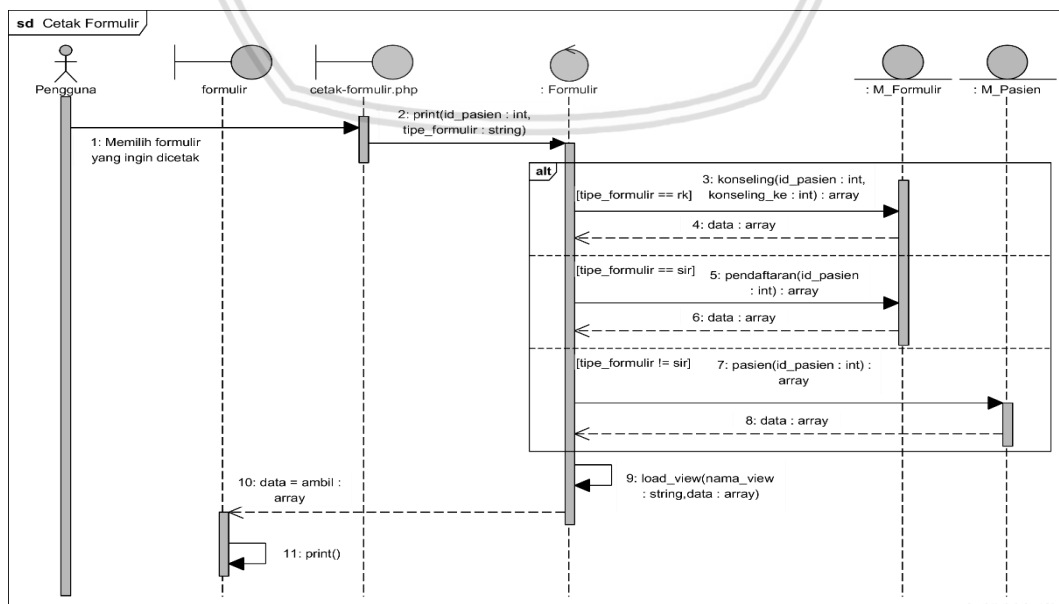 sd Cetak Formulir
Pengguna
formulir
cetak-formulir.php
: Formulir
: M_Formulir
: M_Pasien
1: Memilih formulir
yang ingin dicetak
2: print(id_pasien : int,
tipe_formulir : string)
alt
[tipe_formulir == rk]
3: konseling(id_pasien : int,
konseling_ke : int) : array
4: data : array
[tipe_formulir == sir]
5: pendaftaran(id_pasien
: int) : array
6: data : array
[tipe_formulir != sir]
7: pasien(id_pasien : int) :
array
8: data : array
9: load_view(nama_view
: string,data : array)
10: data = ambil :
array
11: print()